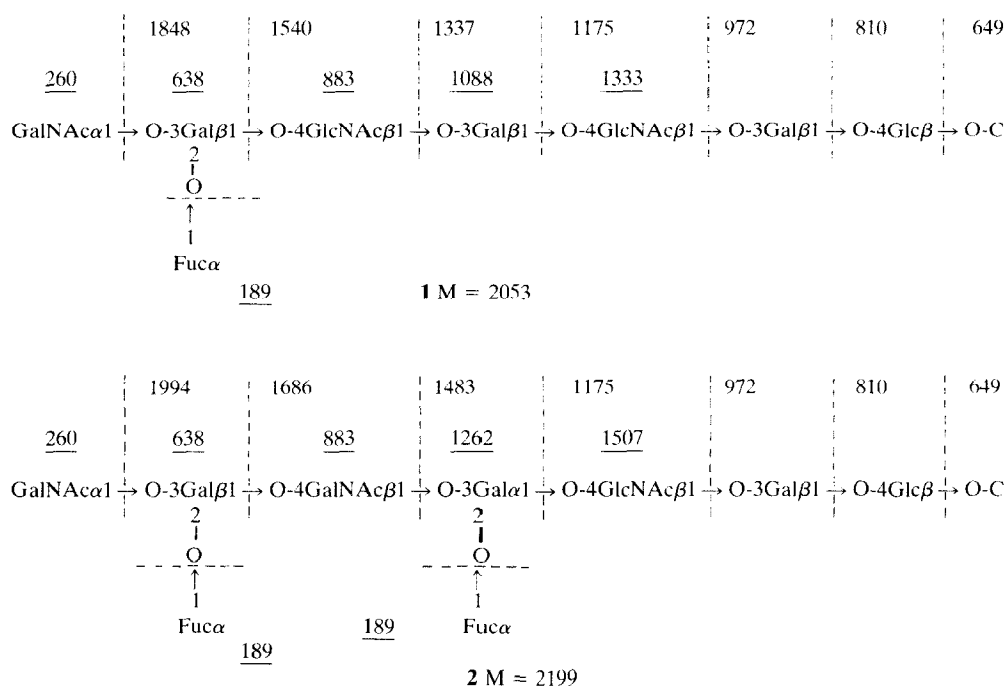 1848 1540 1337 1175 972 810 649
260 638 883 1088 1333
GalNAcα1 → O-3Galβ1 → O-4GlcNAcβ1 → O-3Galβ1 → O-4GlcNAcβ1 → O-3Galβ1 → O-4Glcβ → O-C
2
O
↑
1
Fucα
189 1 M = 2053
1994 1686 1483 1175 972 810 649
260 638 883 1262 1507
GalNAcα1 → O-3Galβ1 → O-4GalNAcβ1 → O-3Galα1 → O-4GlcNAcβ1 → O-3Galβ1 → O-4Glcβ → O-C
2 2
O O
↑ ↑
1 1
Fucα 189 Fucα
189
2 M = 2199